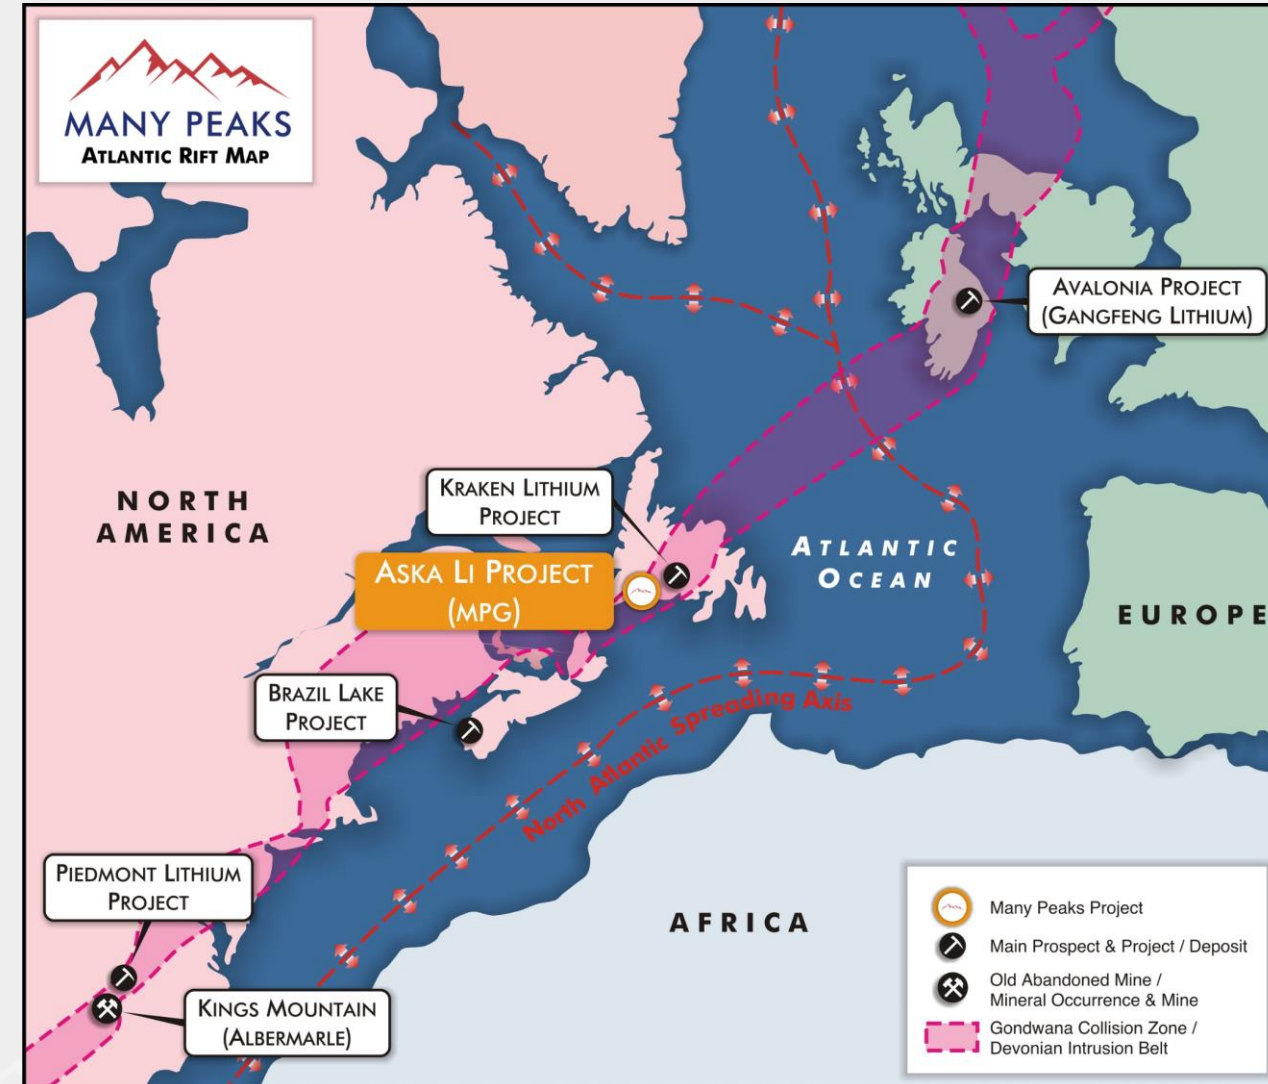 MANY PEAKS
ATLANTIC RIFT MAP
AVALONIA PROJECT
(GANGFENG LITHIUM)
KRAKEN LITHIUM
PROJECT
NORTH
AMERICA
ATLANTIC
OCEAN
ASKA LI PROJECT
(MPG)
EUROPE
BRAZIL LAKE
PROJECT
North Atlantic Spreading Axis
PIEDMONT LITHIUM
PROJECT
AFRICA
KINGS MOUNTAIN
(ALBERMARLE)
Many Peaks Project
Main Prospect & Project / Deposit
Old Abandoned Mine /
Mineral Occurrence & Mine
Gondwana Collision Zone /
Devonian Intrusion Belt